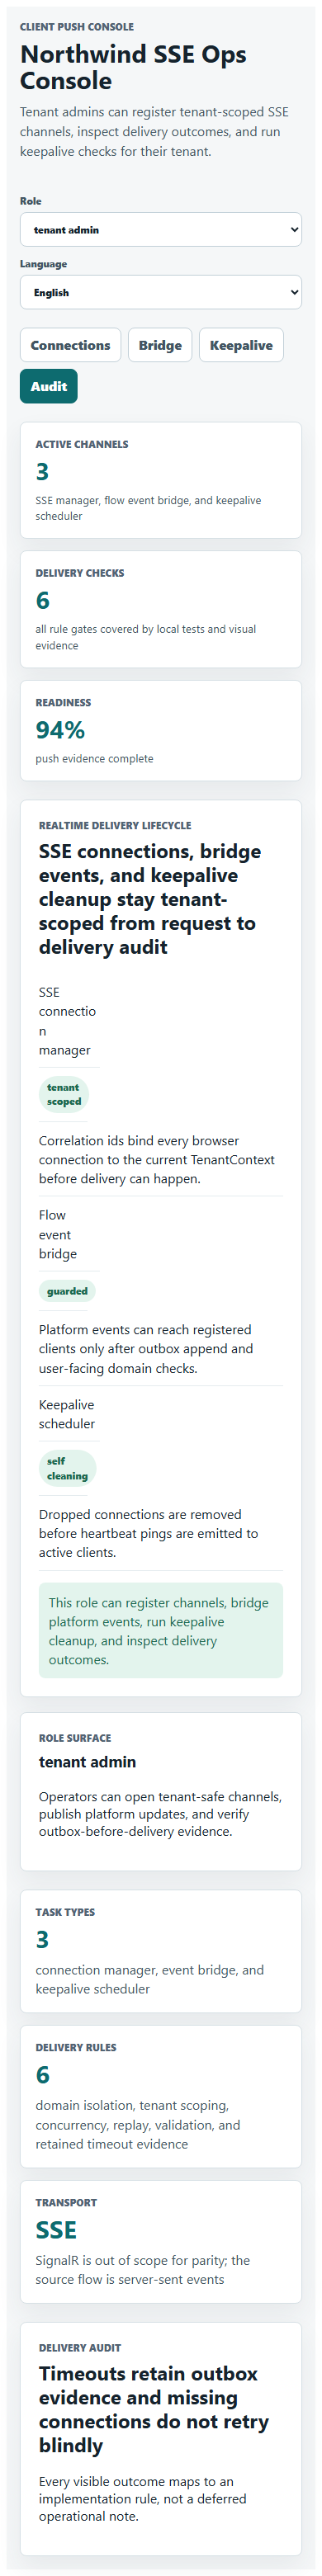 CLIENT PUSH CONSOLE
Northwind SSE Ops
Console
Tenant admins can register tenant-scoped SSE
channels, inspect delivery outcomes, and run
keepalive checks for their tenant.
Role
tenant admin
Language
English
Connections Bridge Keepalive
Audit
ACTIVE CHANNELS
3
SSE manager, flow event bridge, and keepalive
scheduler
DELIVERY CHECKS
6
all rule gates covered by local tests and visual
evidence
READINESS
94%
push evidence complete
REALTIME DELIVERY LIFECYCLE
SSE connections, bridge
events, and keepalive
cleanup stay tenant-
scoped from request to
delivery audit
SSE
connectio
n
manager
tenant
scoped
Correlation ids bind every browser
connection to the current TenantContext
before delivery can happen.
Flow
event
bridge
guarded
Platform events can reach registered
clients only after outbox append and
user-facing domain checks.
Keepalive
scheduler
self
cleaning
Dropped connections are removed
before heartbeat pings are emitted to
active clients.
This role can register channels, bridge
platform events, run keepalive
cleanup, and inspect delivery
outcomes.
ROLE SURFACE
tenant admin
Operators can open tenant-safe channels,
publish platform updates, and verify
outbox-before-delivery evidence.
TASK TYPES
3
connection manager, event bridge, and
keepalive scheduler
DELIVERY RULES
6
domain isolation, tenant scoping,
concurrency, replay, validation, and
retained timeout evidence
TRANSPORT
SSE
SignalR is out of scope for parity; the
source flow is server-sent events
DELIVERY AUDIT
Timeouts retain outbox
evidence and missing
connections do not retry
blindly
Every visible outcome maps to an
implementation rule, not a deferred
operational note.